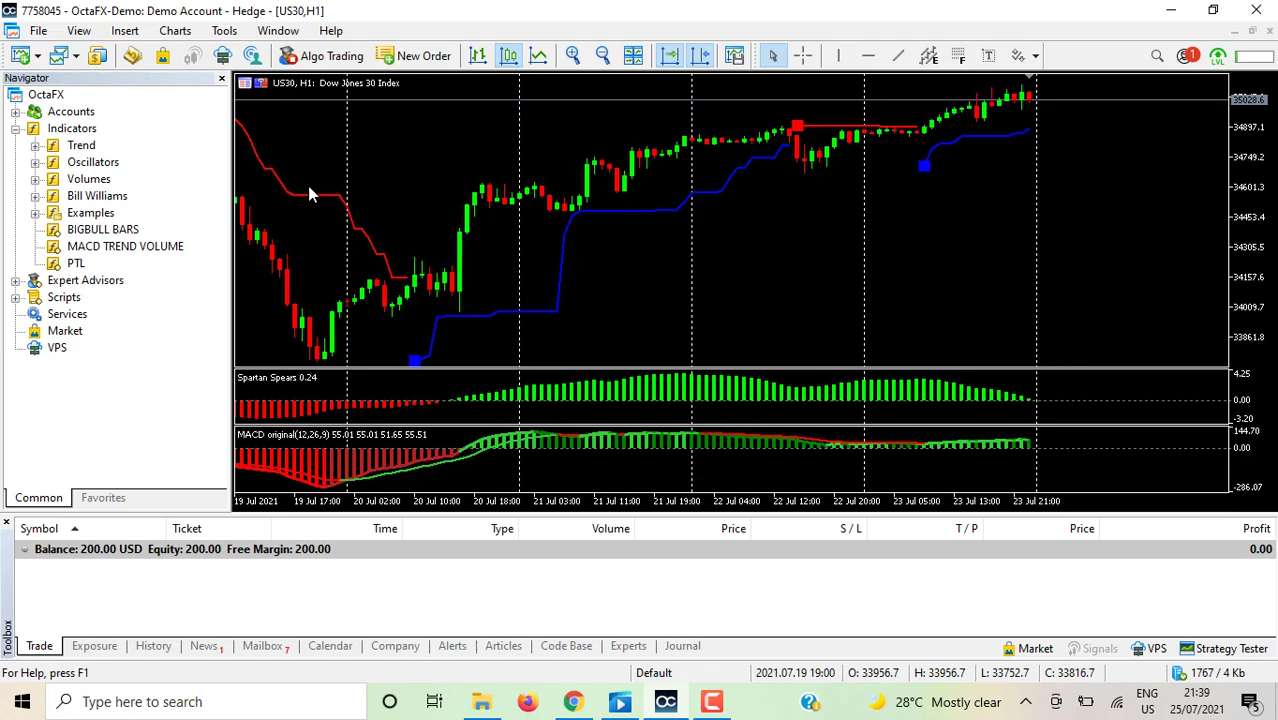 7758045 - OctaFX-Demo: Demo Account - Hedge - [US30,H1]
File View Insert Charts Tools Window Help
Algo Trading New Order 1 LVL
Navigator
OctaFX
Accounts
Indicators
Trend
Oscillators
Volumes
Bill Williams
Examples
BIGBULL BARS
MACD TREND VOLUME
PTL
Expert Advisors
Scripts
Services
Market
VPS
Common Favorites
US30, H1: Dow Jones 30 Index
35028.6
34897.1
34749.2
34601.3
34453.4
34305.5
34157.6
34009.7
33861.8
Spartan Spears 0.24
4.25
0.00
-3.20
MACD original(12,26,9) 55.01 55.01 51.65 55.51
144.70
0.00
-286.07
19 Jul 2021 19 Jul 17:00 20 Jul 02:00 20 Jul 10:00 20 Jul 18:00 21 Jul 03:00 21 Jul 11:00 21 Jul 19:00 22 Jul 04:00 22 Jul 12:00 22 Jul 20:00 23 Jul 05:00 23 Jul 13:00 23 Jul 21:00
Symbol Ticket Time Type Volume Price S / L T / P Price Profit
Balance: 200.00 USD Equity: 200.00 Free Margin: 200.00 0.00
Toolbox
Trade Exposure History News 1 Mailbox 7 Calendar Company Alerts Articles Code Base Experts Journal Market Signals VPS Strategy Tester
For Help, press F1 Default 2021.07.19 19:00 O: 33956.7 H: 33956.7 L: 33752.7 C: 33816.7 1767 / 4 Kb
Type here to search 28°C Mostly clear ENG US 21:39 25/07/2021 5